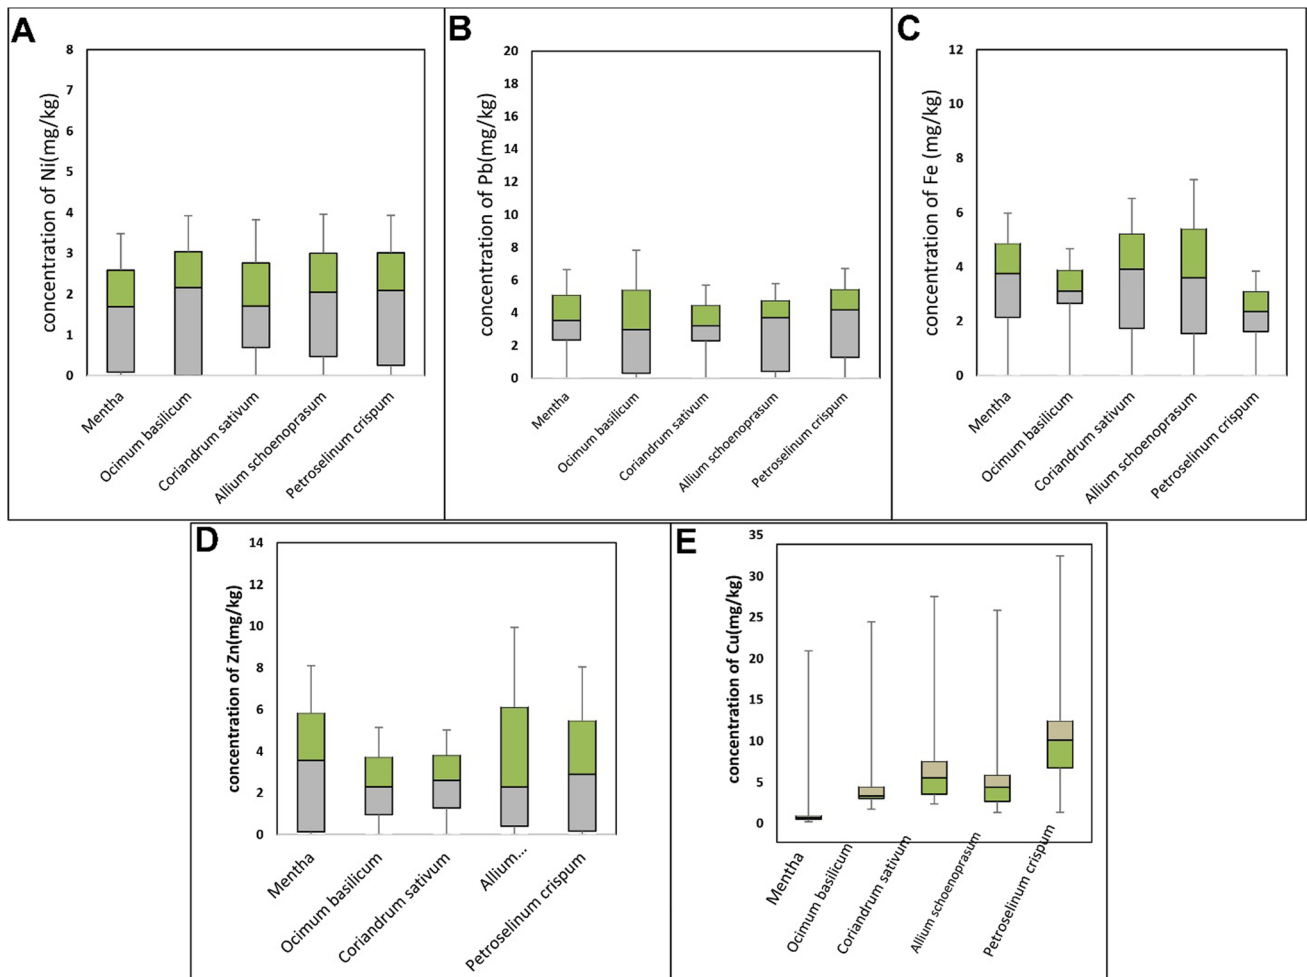 A
concentration of Ni(mg/kg)
8
7
6
5
4
3
2
1
0
Mentha
Ocimum basilicum
Coriandrum sativum
Allium schoenoprasum
Petroselinum crispum
B
concentration of Pb(mg/kg)
20
18
16
14
12
10
8
6
4
2
0
Mentha
Ocimum basilicum
Coriandrum sativum
Allium schoenoprasum
Petroselinum crispum
C
concentration of Fe (mg/kg)
12
10
8
6
4
2
0
Mentha
Ocimum basilicum
Coriandrum sativum
Allium schoenoprasum
Petroselinum crispum
D
concentration of Zn(mg/kg)
14
12
10
8
6
4
2
0
Mentha
Ocimum basilicum
Coriandrum sativum
Allium...
Petroselinum crispum
E
concentration of Cu(mg/kg)
35
30
25
20
15
10
5
0
Mentha
Ocimum basilicum
Coriandrum sativum
Allium schoenoprasum
Petroselinum crispum